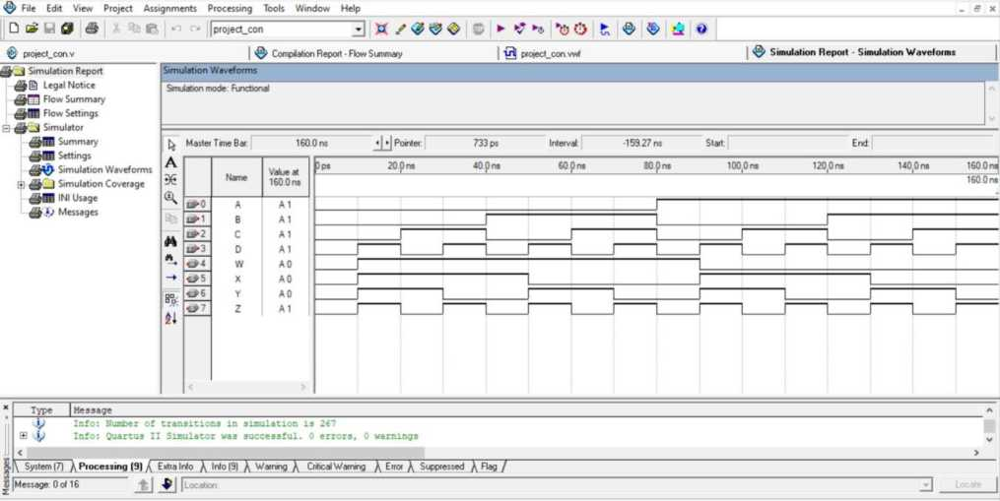 File Edit View Project Assignments Processing Tools Window Help
project_con
project_con.v
Compilation Report - Flow Summary
project_con.vwf
Simulation Report - Simulation Waveforms
Simulation Report
Legal Notice
Flow Summary
Flow Settings
Simulator
Summary
Settings
Simulation Waveforms
Simulation Coverage
INI Usage
Messages
Simulation Waveforms
Simulation mode: Functional
Master Time Bar: 160.0 ns Pointer: 733 ps Interval: -159.27 ns Start: End:
Name Value at 160.0 ns
0 ps 20.0 ns 40.0 ns 60.0 ns 80.0 ns 100.0 ns 120.0 ns 140.0 ns 160.0 ns
160.0 ns
0 A A 1
1 B A 1
2 C A 1
3 D A 1
4 W A 0
5 X A 0
6 Y A 0
7 Z A 1
Type Message
Info: Number of transitions in simulation is 267
Info: Quartus II Simulator was successful. 0 errors, 0 warnings
System (7) Processing (9) Extra Info Info (9) Warning Critical Warning Error Suppressed Flag
Messages
Message: 0 of 16 Location: Locate